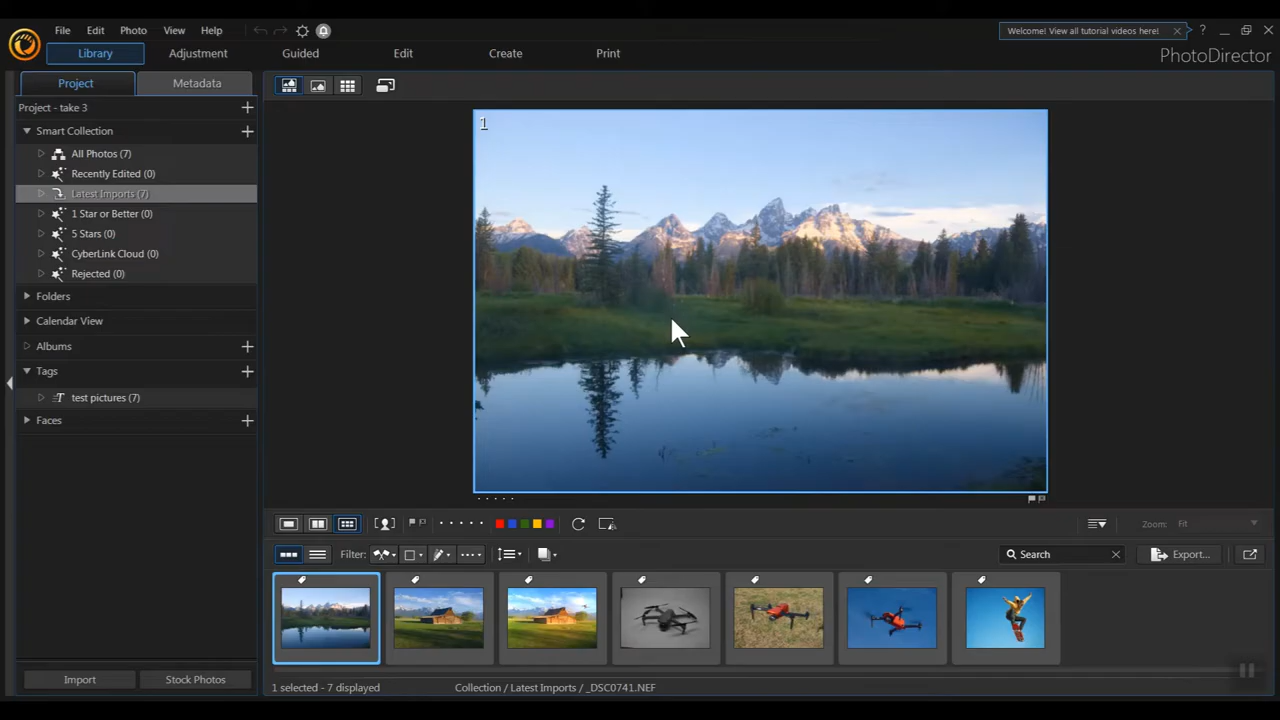 File Edit Photo View Help
Welcome! View all tutorial videos here!
?
Library Adjustment Guided Edit Create Print
PhotoDirector
Project Metadata
Project - take 3
Smart Collection
All Photos (7)
Recently Edited (0)
Latest Imports (7)
1 Star or Better (0)
5 Stars (0)
CyberLink Cloud (0)
Rejected (0)
Folders
Calendar View
Albums
Tags
test pictures (7)
Faces
1
Zoom: Fit
Filter:
Search
Export...
Import Stock Photos
1 selected - 7 displayed
Collection / Latest Imports / _DSC0741.NEF